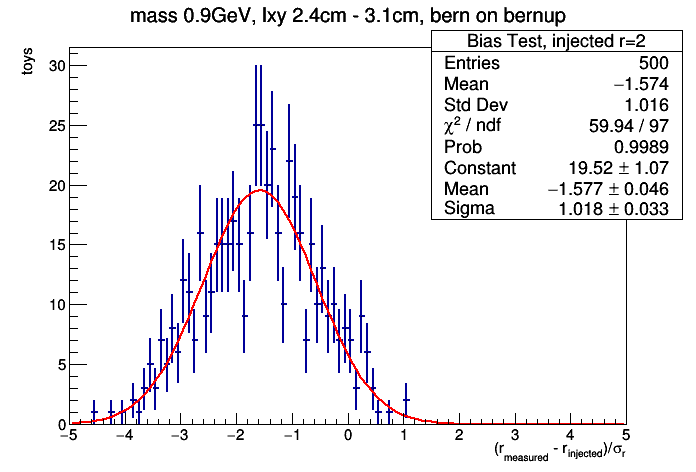 mass 0.9GeV, lxy 2.4cm - 3.1cm, bern on bernup
Bias Test, injected r=2
Entries 500
Mean −1.574
Std Dev 1.016
χ² / ndf 59.94 / 97
Prob 0.9989
Constant 19.52 ± 1.07
Mean −1.577 ± 0.046
Sigma 1.018 ± 0.033
toys
30
25
20
15
10
5
0
−5 −4 −3 −2 −1 0 1 2 3 4 5
(r_measured - r_injected)/σ_r